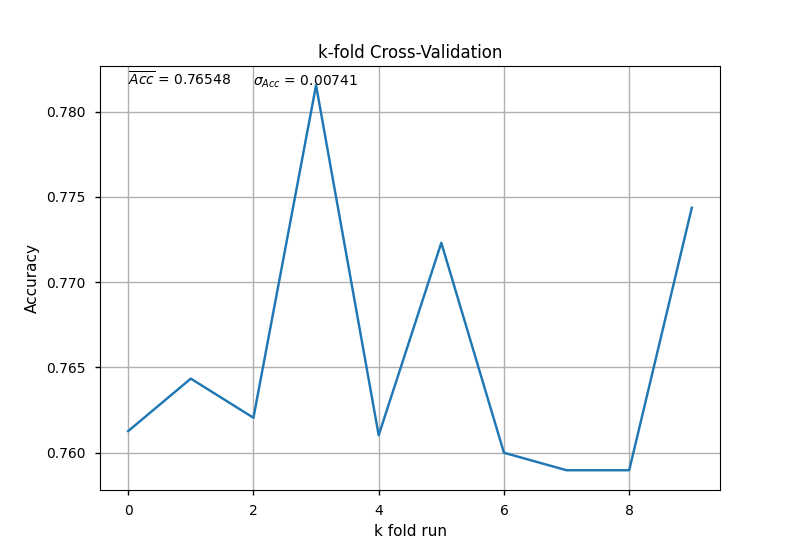 k-fold Cross-Validation
Acc = 0.76548 σAcc = 0.00741
0.780
0.775
0.770
0.765
0.760
Accuracy
0 2 4 6 8
k fold run